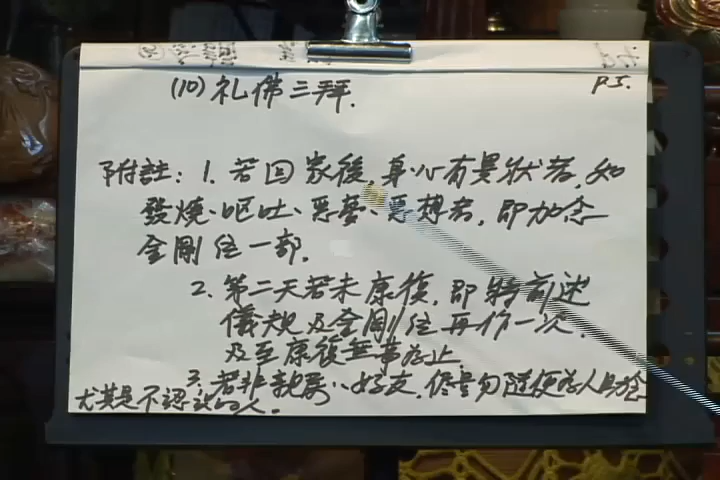 (10) 礼佛三拜.
P5.
附註: 1. 若回家後, 身心有異狀者, 如
發燒、嘔吐、惡夢、惡想者, 即加念
金剛經一部.
2. 第二天若未康復, 即將前述
儀規及金剛經再作一次.
及至康復無事為止.
3. 若非親屬、好友, 儘量勿隨便為人助念
尤其是不認識的人.